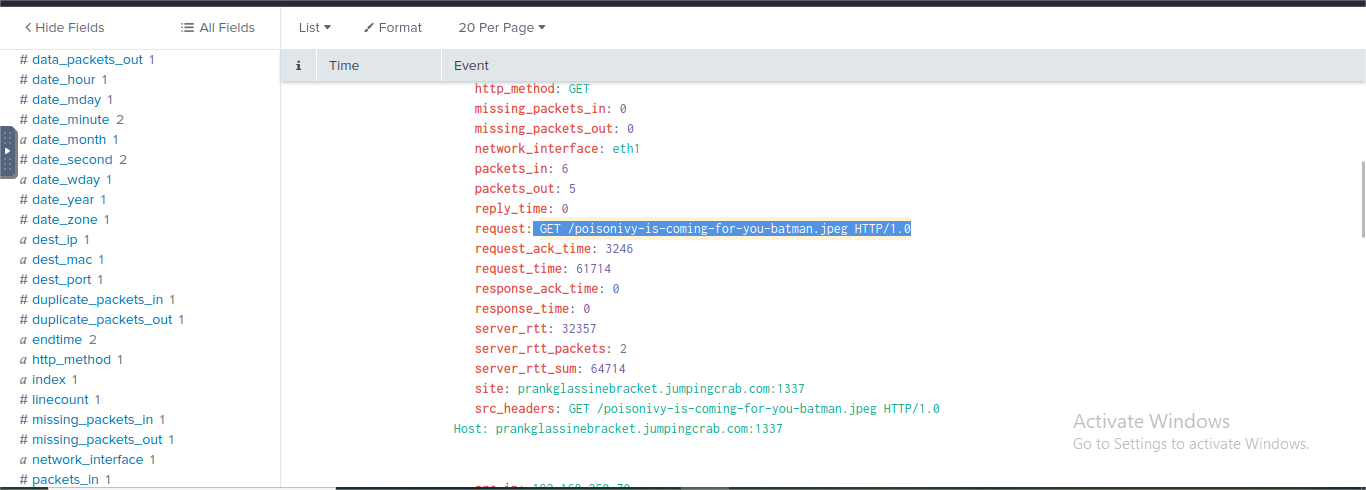 Hide Fields All Fields List Format 20 Per Page
i Time Event
# data_packets_out 1
# date_hour 1
# date_mday 1
# date_minute 2
a date_month 1
# date_second 2
a date_wday 1
# date_year 1
# date_zone 1
a dest_ip 1
a dest_mac 1
# dest_port 1
# duplicate_packets_in 1
# duplicate_packets_out 1
a endtime 2
a http_method 1
a index 1
# linecount 1
# missing_packets_in 1
# missing_packets_out 1
a network_interface 1
# packets_in 1
http_method: GET
missing_packets_in: 0
missing_packets_out: 0
network_interface: eth1
packets_in: 6
packets_out: 5
reply_time: 0
request: GET /poisonivy-is-coming-for-you-batman.jpeg HTTP/1.0
request_ack_time: 3246
request_time: 61714
response_ack_time: 0
response_time: 0
server_rtt: 32357
server_rtt_packets: 2
server_rtt_sum: 64714
site: prankglassinebracket.jumpingcrab.com:1337
src_headers: GET /poisonivy-is-coming-for-you-batman.jpeg HTTP/1.0
Host: prankglassinebracket.jumpingcrab.com:1337
Activate Windows
Go to Settings to activate Windows.